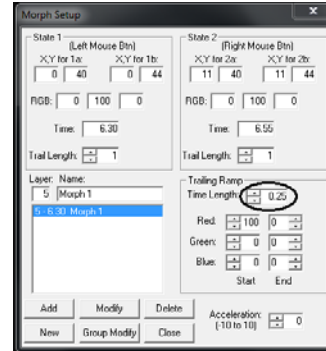 Morph Setup
x
State 1
(Left Mouse Btn)
X,Y for 1a: X,Y for 1b:
0 40 0 44
RGB: 0 100 0
Time: 6.30
Trail Length: 1
State 2
(Right Mouse Btn)
X,Y for 2a: X,Y for 2b:
11 40 11 44
RGB: 0 100 0
Time: 6.55
Trail Length: 1
Layer: Name:
5 Morph 1
5 - 6.30 Morph 1
Trailing Ramp
Time Length: 0.25
Red: 100 0
Green: 0 0
Blue: 0 0
Start End
Add Modify Delete
New Group Modify Close
Acceleration: 0
(-10 to 10)